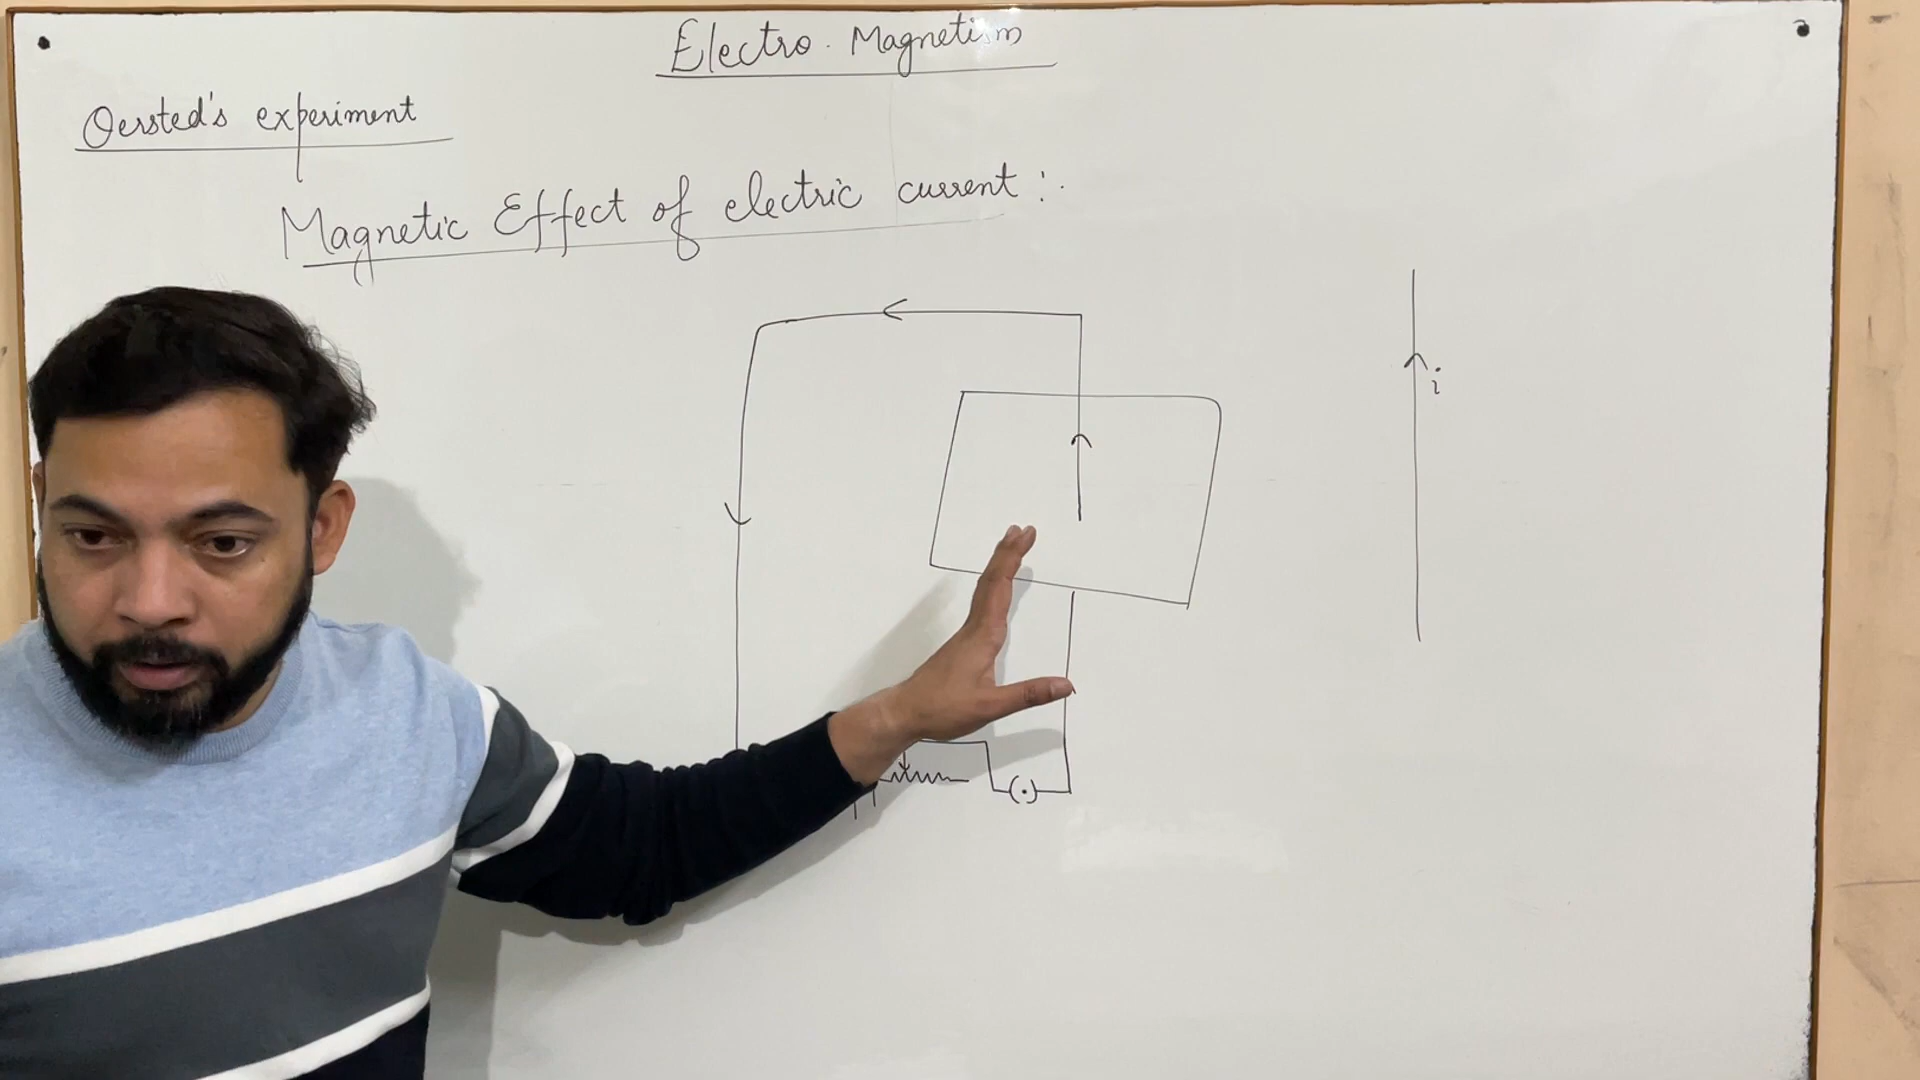 Electro. Magnetism
Oersted's experiment
Magnetic Effect of electric current :.
i
(·)